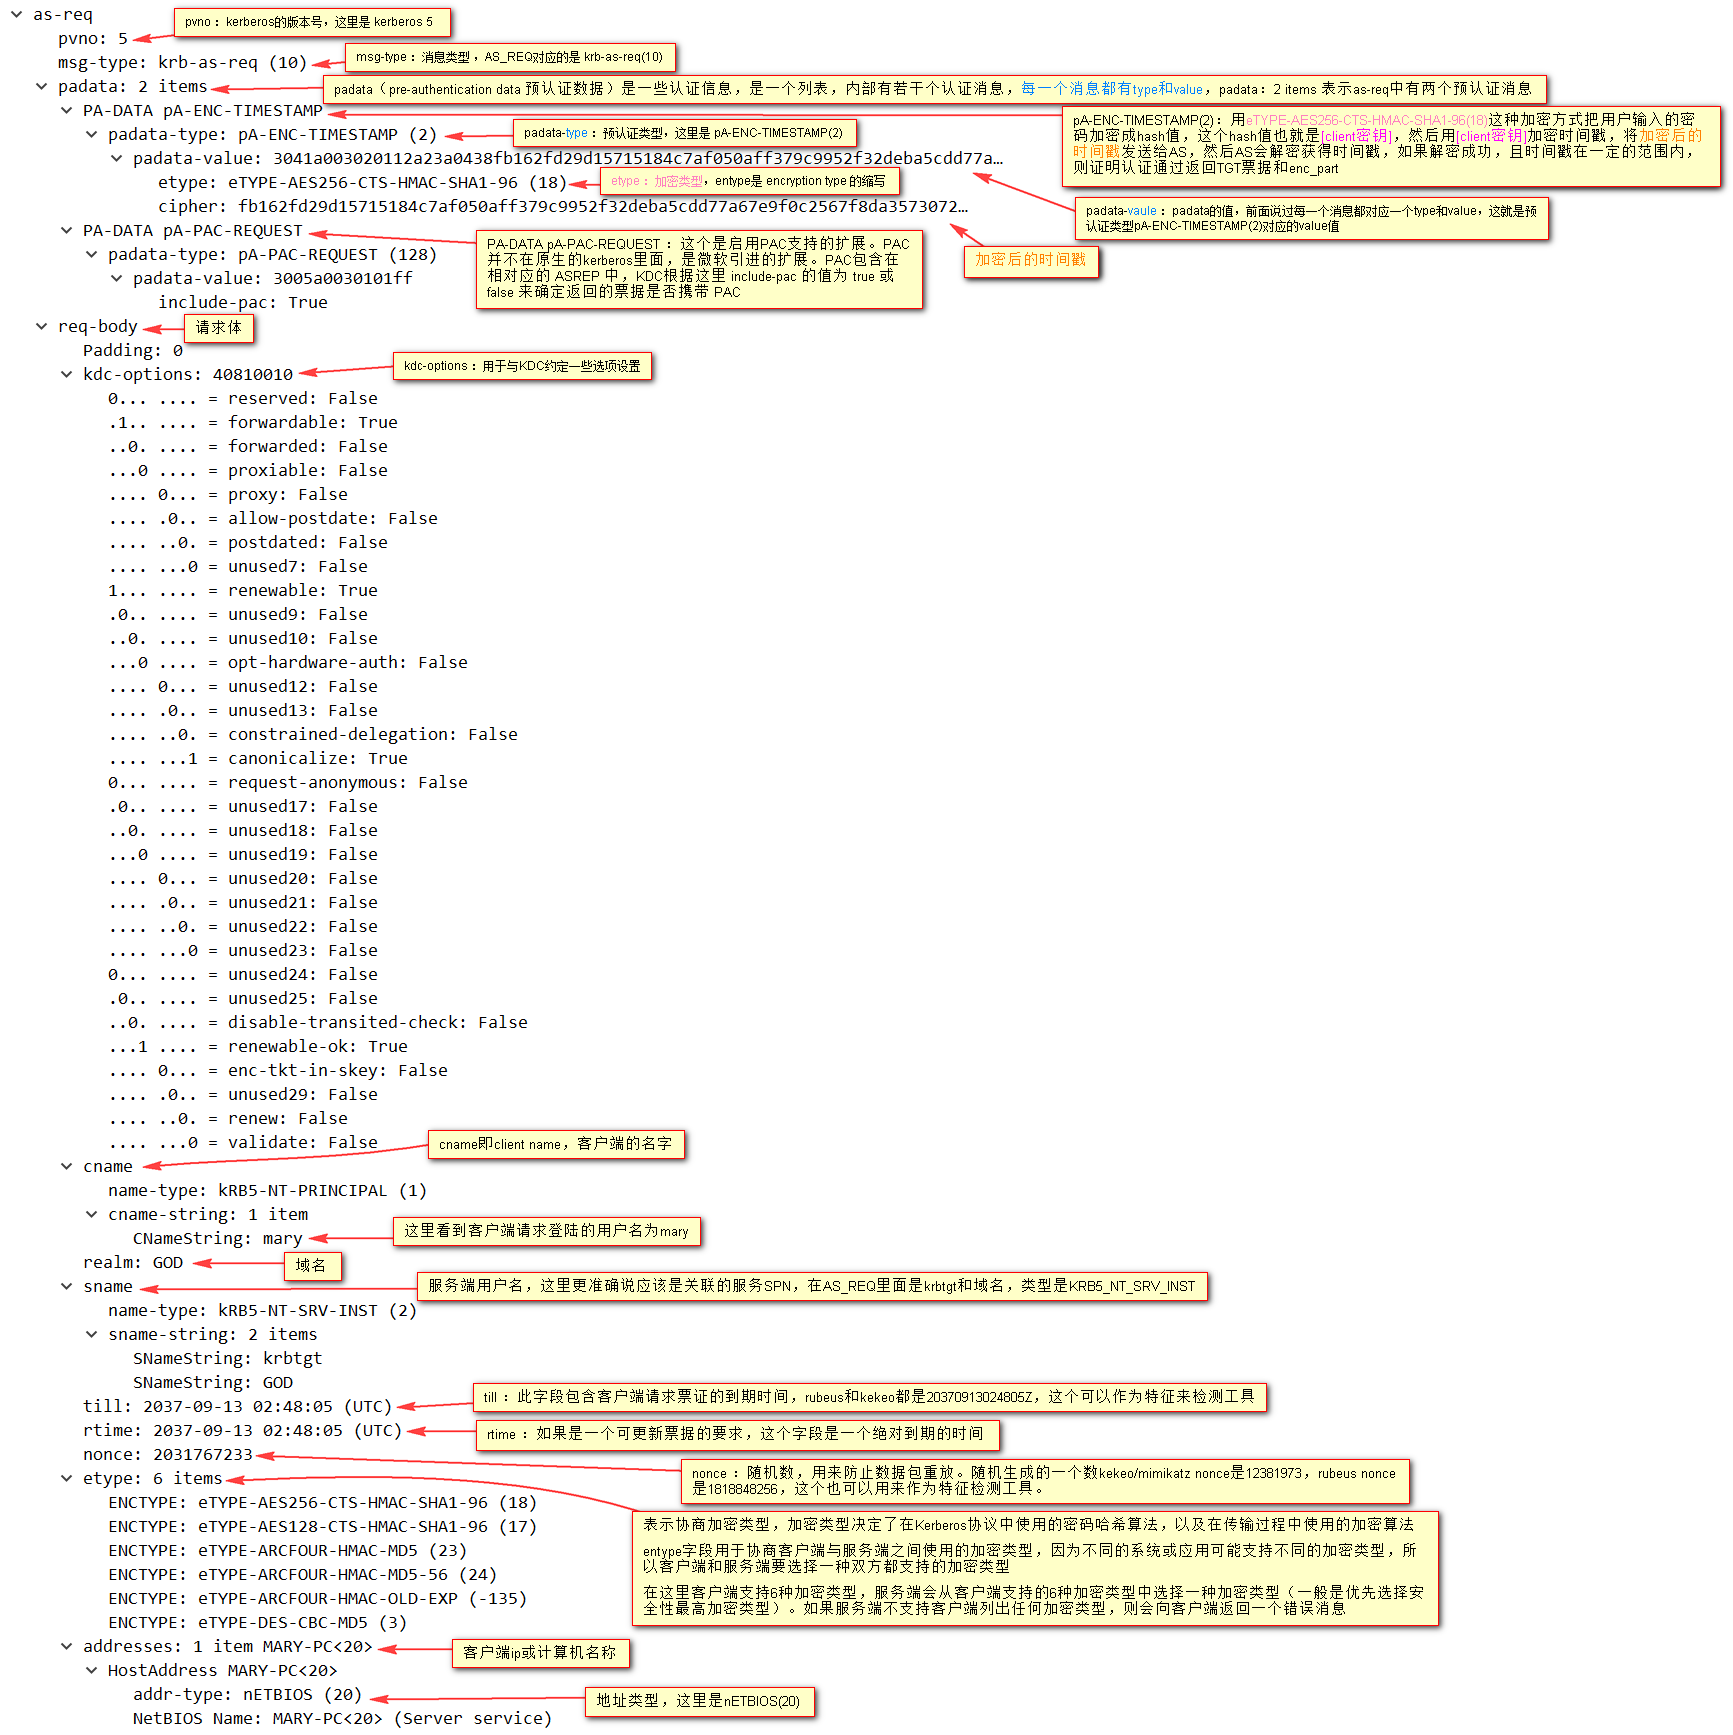 as-req
pvno: 5
pvno：kerberos的版本号，这里是 kerberos 5
msg-type: krb-as-req (10)
msg-type：消息类型，AS_REQ对应的是 krb-as-req(10)
padata: 2 items
padata（pre-authentication data 预认证数据）是一些认证信息，是一个列表，内部有若干个认证消息，每一个消息都有type和value，padata：2 items 表示as-req中有两个预认证消息
PA-DATA pA-ENC-TIMESTAMP
pA-ENC-TIMESTAMP(2)：用eTYPE-AES256-CTS-HMAC-SHA1-96(18)这种加密方式把用户输入的密
码加密成hash值，这个hash值也就是[client密钥]，然后用[client密钥]加密时间戳，将加密后的
时间戳发送给AS，然后AS会解密获得时间戳，如果解密成功，且时间戳在一定的范围内，
则证明认证通过返回TGT票据和enc_part
padata-type: pA-ENC-TIMESTAMP (2)
padata-type：预认证类型，这里是 pA-ENC-TIMESTAMP(2)
padata-value: 3041a003020112a23a0438fb162fd29d15715184c7af050aff379c9952f32deba5cdd77a…
etype: eTYPE-AES256-CTS-HMAC-SHA1-96 (18)
etype：加密类型，entype是 encryption type 的缩写
cipher: fb162fd29d15715184c7af050aff379c9952f32deba5cdd77a67e9f0c2567f8da3573072…
padata-vaule：padata的值，前面说过每一个消息都对应一个type和value，这就是预
认证类型pA-ENC-TIMESTAMP(2)对应的value值
加密后的时间戳
PA-DATA pA-PAC-REQUEST
PA-DATA pA-PAC-REQUEST：这个是启用PAC支持的扩展。PAC
并不在原生的kerberos里面，是微软引进的扩展。PAC包含在
相对应的 ASREP 中，KDC根据这里 include-pac 的值为 true 或
false 来确定返回的票据是否携带 PAC
padata-type: pA-PAC-REQUEST (128)
padata-value: 3005a0030101ff
include-pac: True
req-body
请求体
Padding: 0
kdc-options: 40810010
kdc-options：用于与KDC约定一些选项设置
0... .... = reserved: False
.1.. .... = forwardable: True
..0. .... = forwarded: False
...0 .... = proxiable: False
.... 0... = proxy: False
.... .0.. = allow-postdate: False
.... ..0. = postdated: False
.... ...0 = unused7: False
1... .... = renewable: True
.0.. .... = unused9: False
..0. .... = unused10: False
...0 .... = opt-hardware-auth: False
.... 0... = unused12: False
.... .0.. = unused13: False
.... ..0. = constrained-delegation: False
.... ...1 = canonicalize: True
0... .... = request-anonymous: False
.0.. .... = unused17: False
..0. .... = unused18: False
...0 .... = unused19: False
.... 0... = unused20: False
.... .0.. = unused21: False
.... ..0. = unused22: False
.... ...0 = unused23: False
0... .... = unused24: False
.0.. .... = unused25: False
..0. .... = disable-transited-check: False
...1 .... = renewable-ok: True
.... 0... = enc-tkt-in-skey: False
.... .0.. = unused29: False
.... ..0. = renew: False
.... ...0 = validate: False
cname即client name，客户端的名字
cname
name-type: kRB5-NT-PRINCIPAL (1)
cname-string: 1 item
CNameString: mary
这里看到客户端请求登陆的用户名为mary
realm: GOD
域名
sname
服务端用户名，这里更准确说应该是关联的服务SPN，在AS_REQ里面是krbtgt和域名，类型是KRB5_NT_SRV_INST
name-type: kRB5-NT-SRV-INST (2)
sname-string: 2 items
SNameString: krbtgt
SNameString: GOD
till: 2037-09-13 02:48:05 (UTC)
till：此字段包含客户端请求票证的到期时间，rubeus和kekeo都是20370913024805Z，这个可以作为特征来检测工具
rtime: 2037-09-13 02:48:05 (UTC)
rtime：如果是一个可更新票据的要求，这个字段是一个绝对到期的时间
nonce: 2031767233
nonce：随机数，用来防止数据包重放。随机生成的一个数kekeo/mimikatz nonce是12381973，rubeus nonce
是1818848256，这个也可以用来作为特征检测工具。
etype: 6 items
ENCTYPE: eTYPE-AES256-CTS-HMAC-SHA1-96 (18)
ENCTYPE: eTYPE-AES128-CTS-HMAC-SHA1-96 (17)
ENCTYPE: eTYPE-ARCFOUR-HMAC-MD5 (23)
ENCTYPE: eTYPE-ARCFOUR-HMAC-MD5-56 (24)
ENCTYPE: eTYPE-ARCFOUR-HMAC-OLD-EXP (-135)
ENCTYPE: eTYPE-DES-CBC-MD5 (3)
表示协商加密类型，加密类型决定了在Kerberos协议中使用的密码哈希算法，以及在传输过程中使用的加密算法
entype字段用于协商客户端与服务端之间使用的加密类型，因为不同的系统或应用可能支持不同的加密类型，所
以客户端和服务端要选择一种双方都支持的加密类型
在这里客户端支持6种加密类型，服务端会从客户端支持的6种加密类型中选择一种加密类型（一般是优先选择安
全性最高加密类型）。如果服务端不支持客户端列出任何加密类型，则会向客户端返回一个错误消息
addresses: 1 item MARY-PC<20>
客户端ip或计算机名称
HostAddress MARY-PC<20>
addr-type: nETBIOS (20)
地址类型，这里是nETBIOS(20)
NetBIOS Name: MARY-PC<20> (Server service)